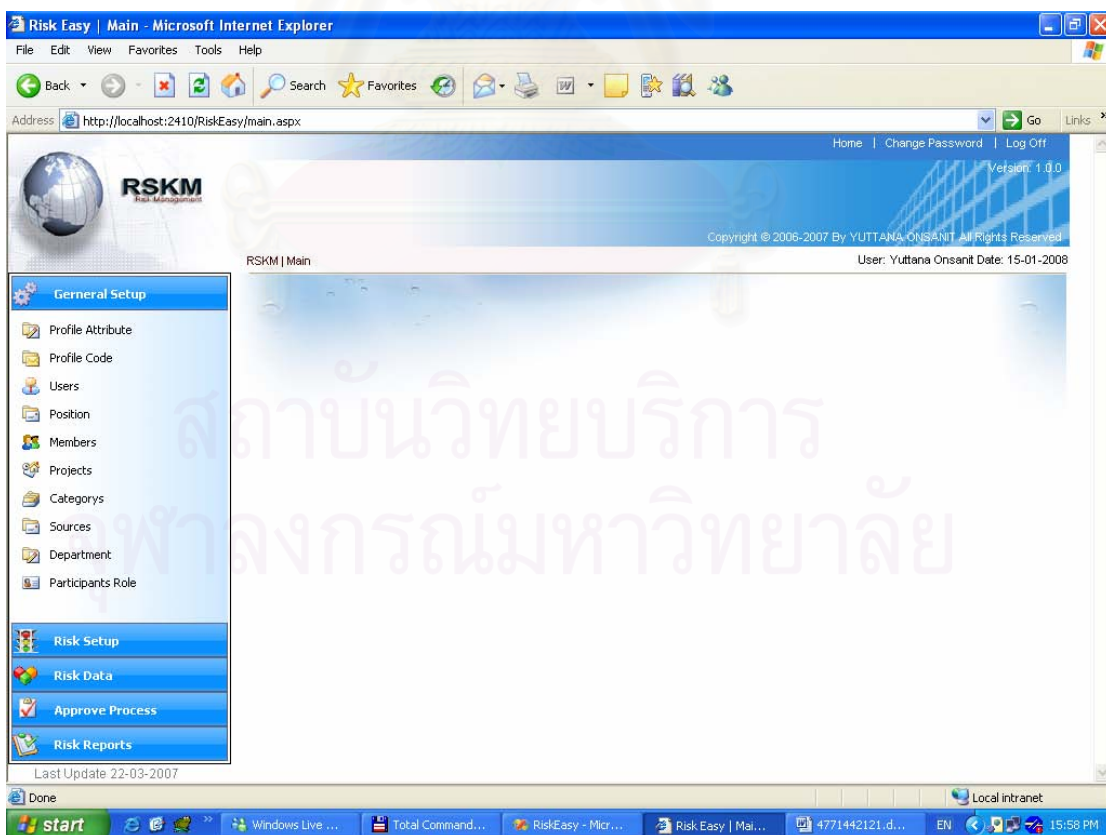 Risk Easy | Main - Microsoft Internet Explorer
File Edit View Favorites Tools Help
Back Search Favorites
Address http://localhost:2410/RiskEasy/main.aspx Go Links »
Home | Change Password | Log Off
Version: 1.0.0
RSKM
Risk Management
Copyright © 2006-2007 By YUTTANA ONSANIT All Rights Reserved
RSKM | Main User: Yuttana Onsanit Date: 15-01-2008
Gerneral Setup
Profile Attribute
Profile Code
Users
Position
Members
Projects
Categorys
Sources
Department
Participants Role
สถาบันวิทยบริการ
จุฬาลงกรณ์มหาวิทยาลัย
Risk Setup
Risk Data
Approve Process
Risk Reports
Last Update 22-03-2007
Done Local intranet
start » Windows Live ... Total Command... RiskEasy - Micr... Risk Easy | Mai... 4771442121.d... EN 15:58 PM